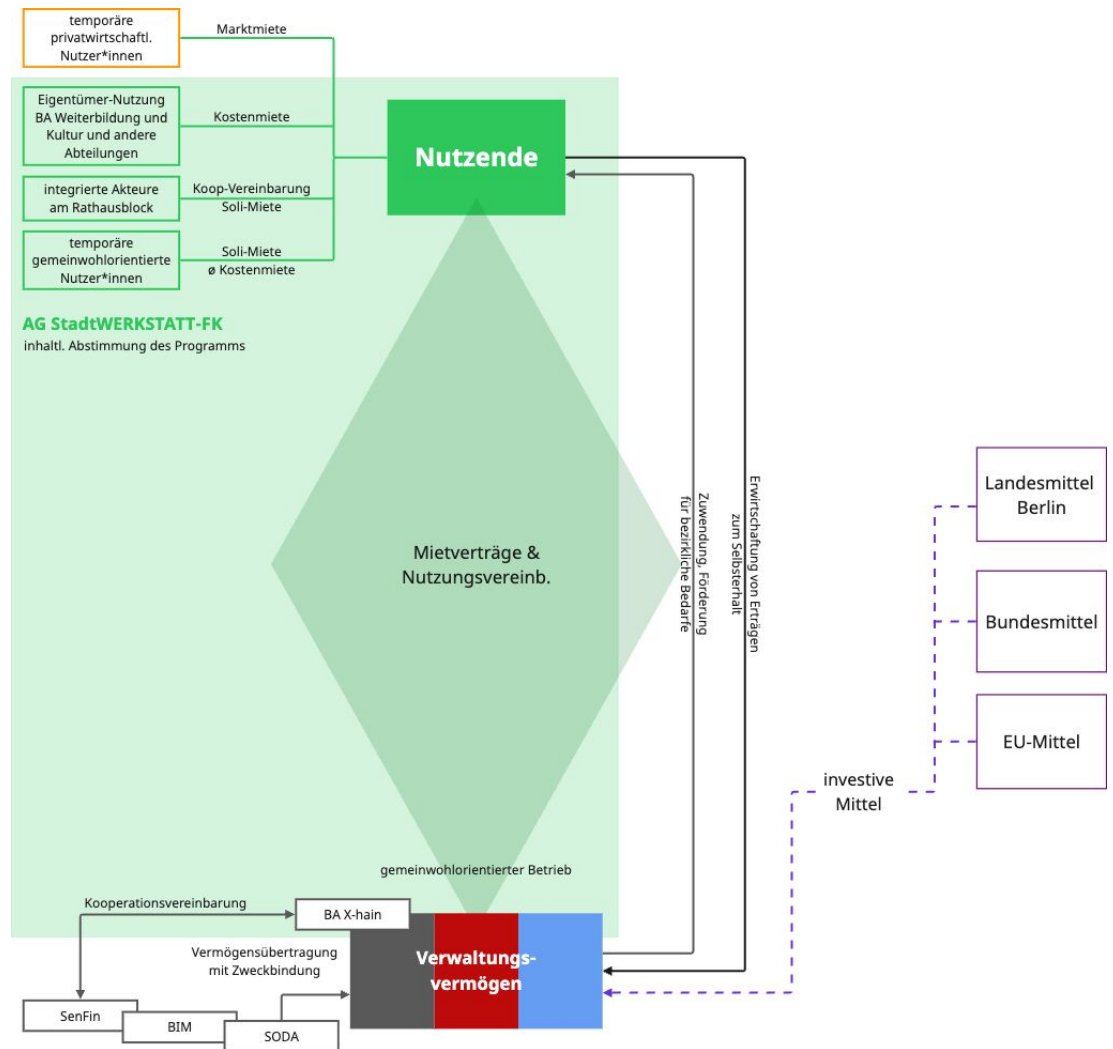 temporäre
privatwirtschaftl.
Nutzer*innen
Marktmiete
Eigentümer-Nutzung
BA Weiterbildung und
Kultur und andere
Abteilungen
Kostenmiete
Nutzende
integrierte Akteure
am Rathausblock
Koop-Vereinbarung
Soli-Miete
temporäre
gemeinwohlorientierte
Nutzer*innen
Soli-Miete
ø Kostenmiete
AG StadtWERKSTATT-FK
inhaltl. Abstimmung des Programms
Mietverträge &
Nutzungsvereinb.
Zuwendung, Förderung
für bezirkliche Bedarfe
Erwirtschaftung von Erträgen
zum Selbsterhalt
Landesmittel
Berlin
Bundesmittel
EU-Mittel
investive
Mittel
gemeinwohlorientierter Betrieb
Kooperationsvereinbarung
BA X-hain
Vermögensübertragung
mit Zweckbindung
Verwaltungs-
vermögen
SenFin
BIM
SODA